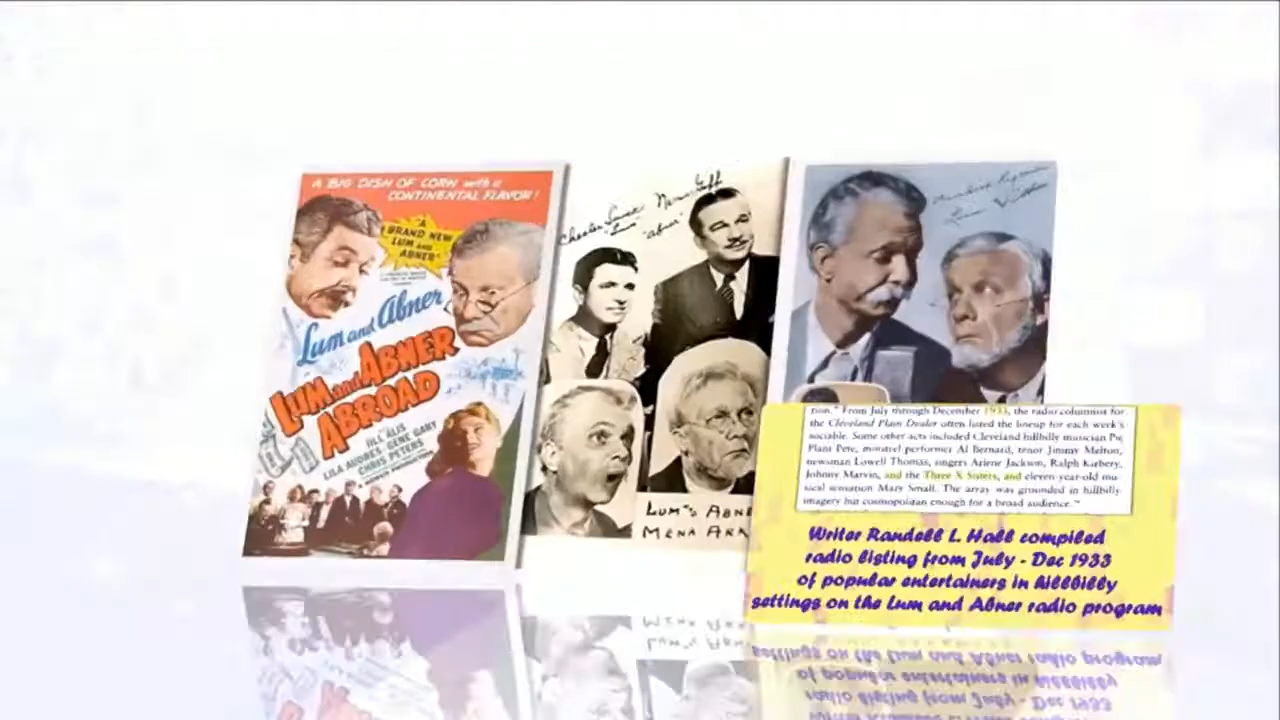 A BIG DISH OF CORN with a
CONTINENTAL FLAVOR!
"A
BRAND NEW
LUM AND
ABNER"
Lum and Abner
LUM and ABNER
ABROAD
JILL ALIS
LILA AUDRES GENE GARY
CHRIS PETERS
Chester Norris Goff
"Lum" "Abner"
LUM & ABNE
MENA ARK
tion." From July through December 1933, the radio columnist for
the Cleveland Plain Dealer often listed the lineup for each week's
sociable. Some other acts included Cleveland hillbilly musician Pie
Plant Pete, minstrel performer Al Bernard, tenor Jimmy Melton,
newsman Lowell Thomas, singers Arlene Jackson, Ralph Kirbery,
Johnny Marvin, and the Three X Sisters, and eleven-year-old mu-
sical sensation Mary Small. The array was grounded in hillbilly
imagery but cosmopolitan enough for a broad audience."
Writer Randell L. Hall compiled
radio listing from July - Dec 1933
of popular entertainers in hillbilly
settings on the Lum and Abner radio program